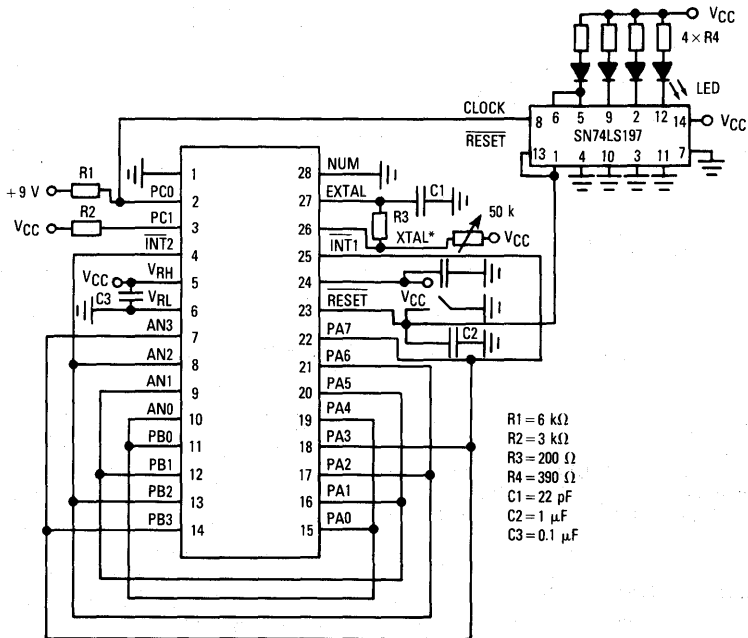 VCC
4 × R4
LED
CLOCK
RESET
8 6 5 9 2 12 14
SN74LS197
13 1 4 10 3 11 7
VCC
+9 V
R1
PC0
VCC
R2
PC1
INT2
VCC
VRH
C3
VRL
AN3
AN2
AN1
AN0
PB0
PB1
PB2
PB3
1
2
3
4
5
6
7
8
9
10
11
12
13
14
28
27
26
25
24
23
22
21
20
19
18
17
16
15
NUM
EXTAL
C1
R3
50 k
XTAL*
VCC
INT1
VCC
RESET
C2
PA7
PA6
PA5
PA4
PA3
PA2
PA1
PA0
R1 = 6 kΩ
R2 = 3 kΩ
R3 = 200 Ω
R4 = 390 Ω
C1 = 22 pF
C2 = 1 μF
C3 = 0.1 μF